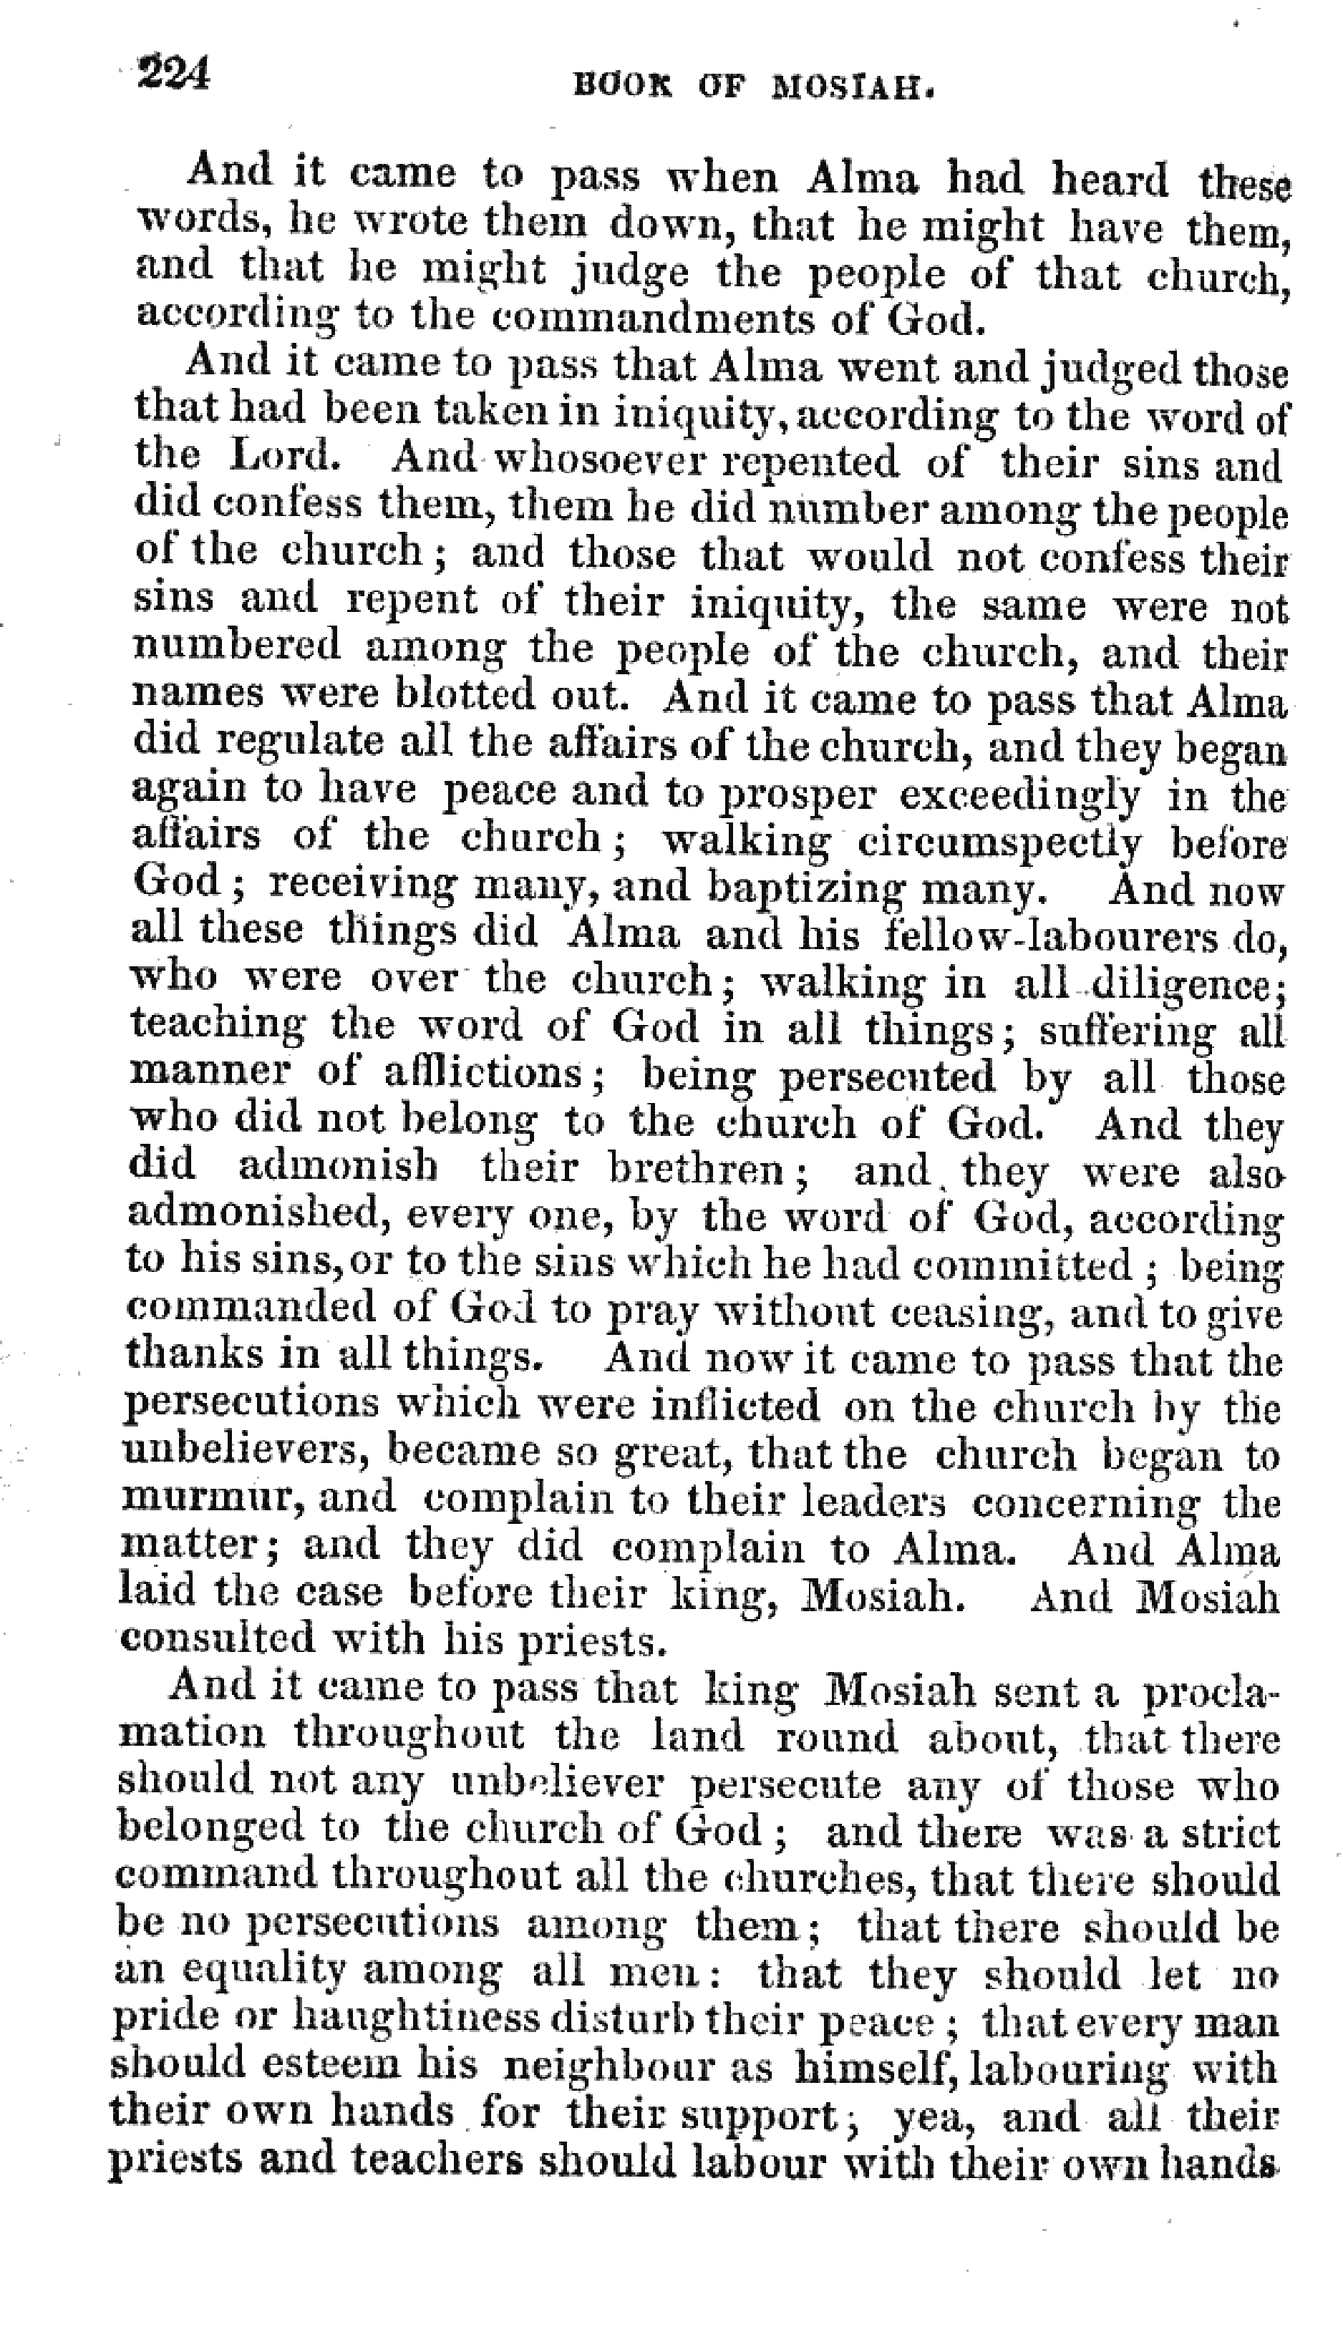 224
BOOK OF MOSIAH.
And it came to pass when Alma had heard these
words, he wrote them down, that he might have them,
and that he might judge the people of that church,
according to the commandments of God.
And it came to pass that Alma went and judged those
that had been taken in iniquity, according to the word of
the Lord. And whosoever repented of their sins and
did confess them, them he did number among the people
of the church; and those that would not confess their
sins and repent of their iniquity, the same were not
numbered among the people of the church, and their
names were blotted out. And it came to pass that Alma
did regulate all the affairs of the church, and they began
again to have peace and to prosper exceedingly in the
affairs of the church; walking circumspectly before
God; receiving many, and baptizing many. And now
all these things did Alma and his fellow-labourers do,
who were over the church; walking in all diligence;
teaching the word of God in all things; suffering all
manner of afflictions; being persecuted by all those
who did not belong to the church of God. And they
did admonish their brethren; and they were also
admonished, every one, by the word of God, according
to his sins, or to the sins which he had committed; being
commanded of God to pray without ceasing, and to give
thanks in all things. And now it came to pass that the
persecutions which were inflicted on the church by the
unbelievers, became so great, that the church began to
murmur, and complain to their leaders concerning the
matter; and they did complain to Alma. And Alma
laid the case before their king, Mosiah. And Mosiah
consulted with his priests.
And it came to pass that king Mosiah sent a procla-
mation throughout the land round about, that there
should not any unbeliever persecute any of those who
belonged to the church of God; and there was a strict
command throughout all the churches, that there should
be no persecutions among them; that there should be
an equality among all men: that they should let no
pride or haughtiness disturb their peace; that every man
should esteem his neighbour as himself, labouring with
their own hands for their support; yea, and all their
priests and teachers should labour with their own hands